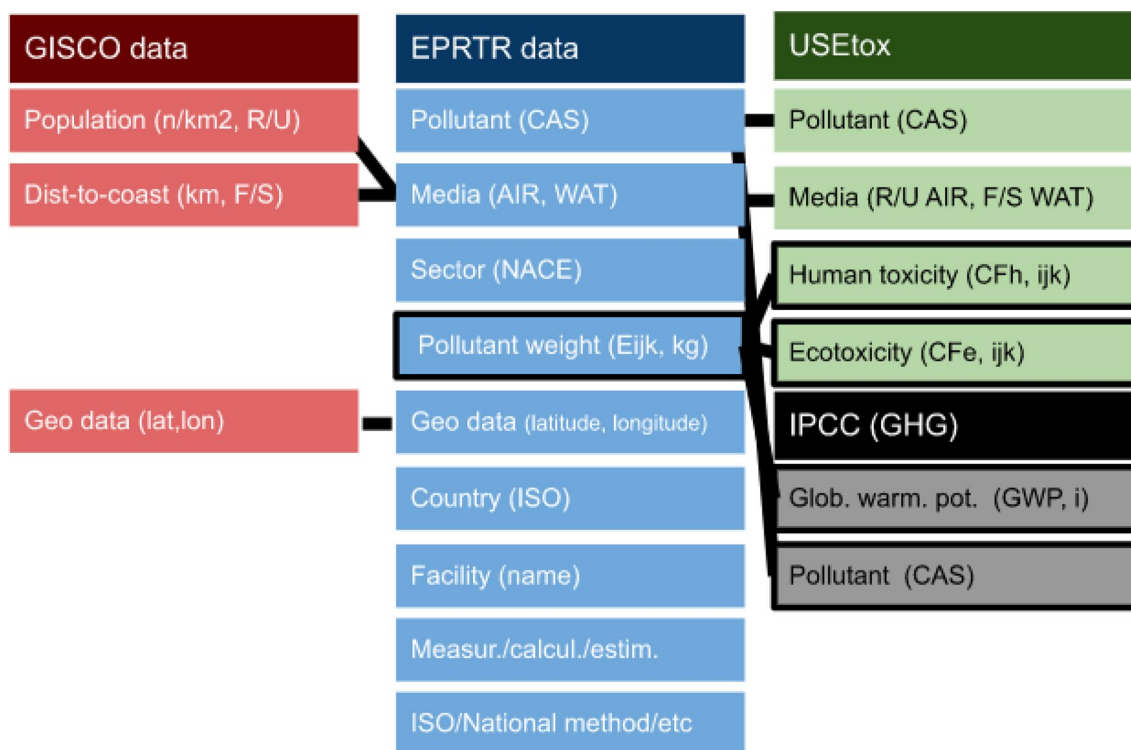 GISCO data
Population (n/km2, R/U)
Dist-to-coast (km, F/S)
Geo data (lat,lon)
EPRTR data
Pollutant (CAS)
Media (AIR, WAT)
Sector (NACE)
Pollutant weight (Eijk, kg)
Geo data (latitude, longitude)
Country (ISO)
Facility (name)
Measur./calcul./estim.
ISO/National method/etc
USEtox
Pollutant (CAS)
Media (R/U AIR, F/S WAT)
Human toxicity (CFh, ijk)
Ecotoxicity (CFe, ijk)
IPCC (GHG)
Glob. warm. pot. (GWP, i)
Pollutant (CAS)